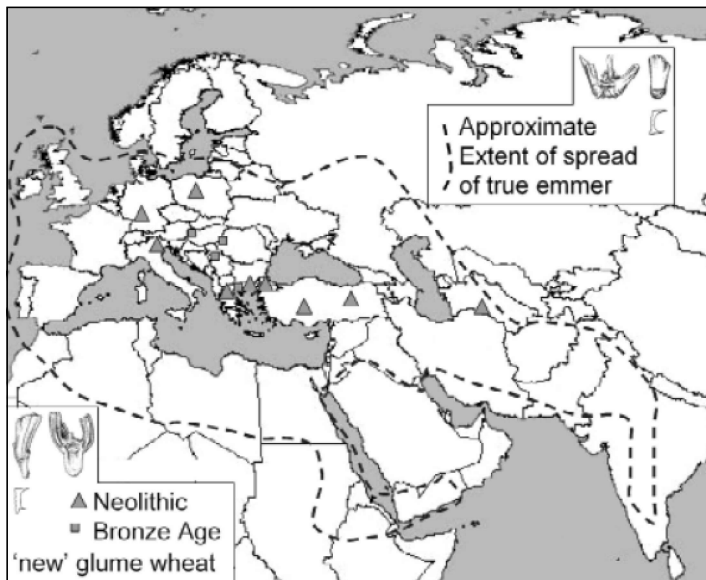 Approximate
Extent of spread
of true emmer
Neolithic
Bronze Age
'new' glume wheat